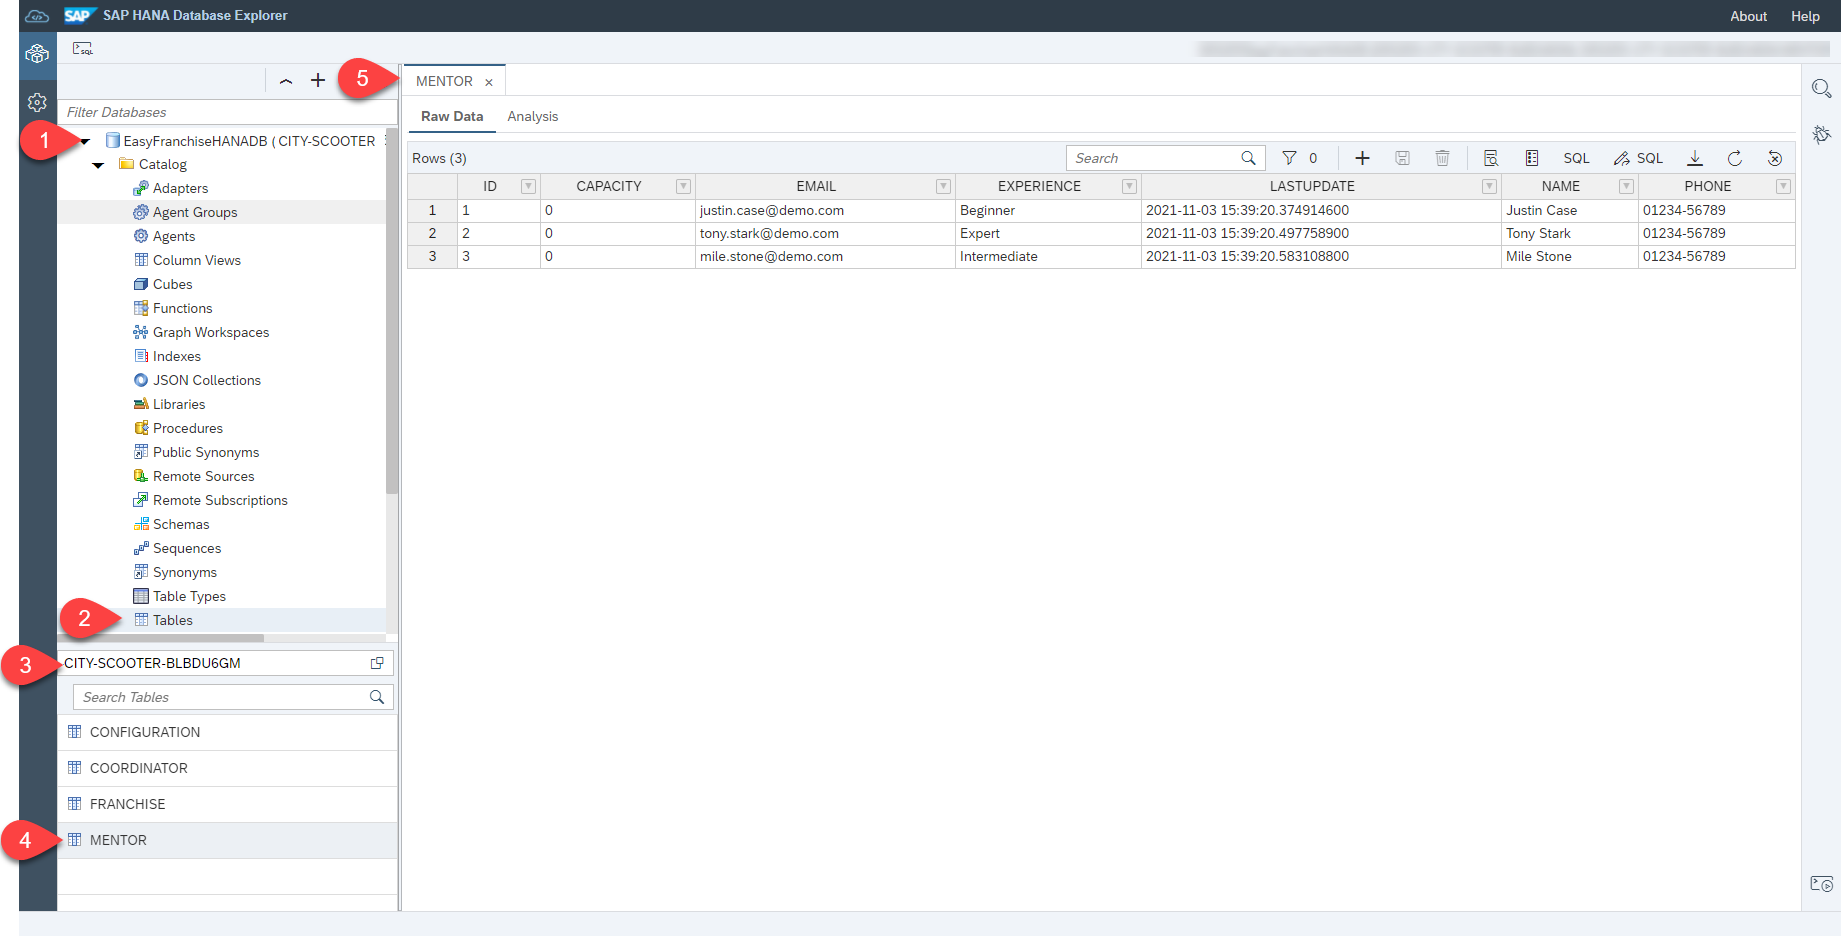 SAP SAP HANA Database Explorer About Help
SQL
5
MENTOR ×
Filter Databases
Raw Data Analysis
1
EasyFranchiseHANADB ( CITY-SCOOTER
Catalog
Adapters
Agent Groups
Agents
Column Views
Cubes
Functions
Graph Workspaces
Indexes
JSON Collections
Libraries
Procedures
Public Synonyms
Remote Sources
Remote Subscriptions
Schemas
Sequences
Synonyms
Table Types
2
Tables
3
CITY-SCOOTER-BLBDU6GM
Search Tables
CONFIGURATION
COORDINATOR
FRANCHISE
4
MENTOR
Rows (3) Search 0 SQL SQL
ID CAPACITY EMAIL EXPERIENCE LASTUPDATE NAME PHONE
1 1 0 justin.case@demo.com Beginner 2021-11-03 15:39:20.374914600 Justin Case 01234-56789
2 2 0 tony.stark@demo.com Expert 2021-11-03 15:39:20.497758900 Tony Stark 01234-56789
3 3 0 mile.stone@demo.com Intermediate 2021-11-03 15:39:20.583108800 Mile Stone 01234-56789